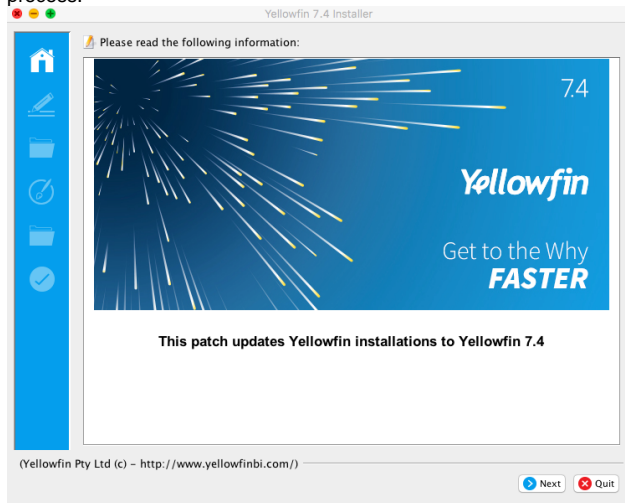 process.
Yellowfin 7.4 Installer
Please read the following information:
7.4
Yellowfin
Get to the Why
FASTER
This patch updates Yellowfin installations to Yellowfin 7.4
(Yellowfin Pty Ltd (c) – http://www.yellowfinbi.com/)
Next
Quit